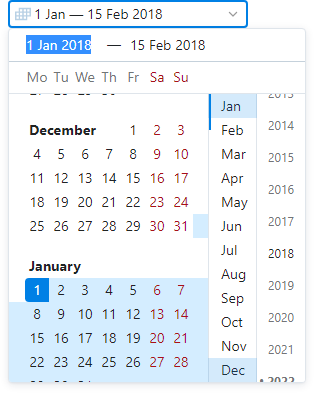 1 Jan — 15 Feb 2018
1 Jan 2018 — 15 Feb 2018
Mo Tu We Th Fr Sa Su
December 1 2 3
4 5 6 7 8 9 10
11 12 13 14 15 16 17
18 19 20 21 22 23 24
25 26 27 28 29 30 31
January
1 2 3 4 5 6 7
8 9 10 11 12 13 14
15 16 17 18 19 20 21
22 23 24 25 26 27 28
Jan
Feb
Mar
Apr
May
Jun
Jul
Aug
Sep
Oct
Nov
Dec
2013
2014
2015
2016
2017
2018
2019
2020
2021
2022